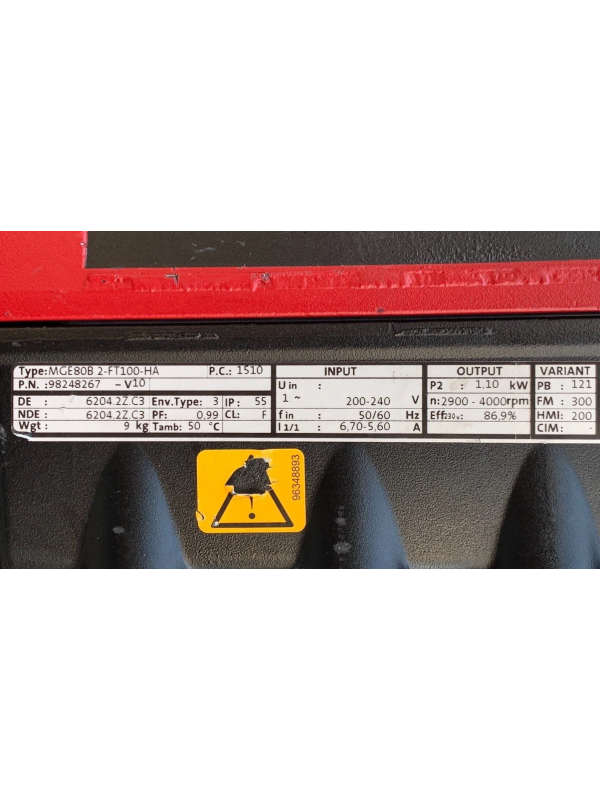 Type:MGE80B 2-FT100-HA P.C.: 1510
P.N. :98248267 -V10
DE : 6204.2Z.C3 Env.Type: 3 IP: 55
NDE : 6204.2Z.C3 PF: 0,99 CL: F
Wgt : 9 kg Tamb: 50 °C
INPUT
U in :
1 ~ 200-240 V
f in : 50/60 Hz
I 1/1 : 6,70-5,60 A
OUTPUT
P2 : 1,10 kW
n:2900 - 4000rpm
Eff230v: 86,9%
VARIANT
PB : 121
FM : 300
HMI: 200
CIM: -
96348893